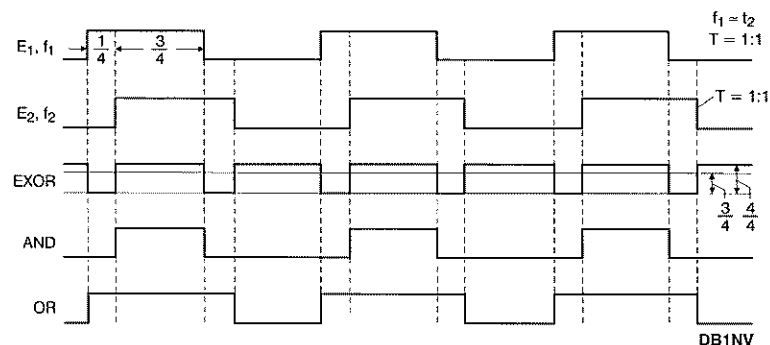 f₁ ≃ t₂
T = 1:1
E₁, f₁
1/4
3/4
E₂, f₂
T = 1:1
EXOR
3/4
4/4
AND
OR
DB1NV